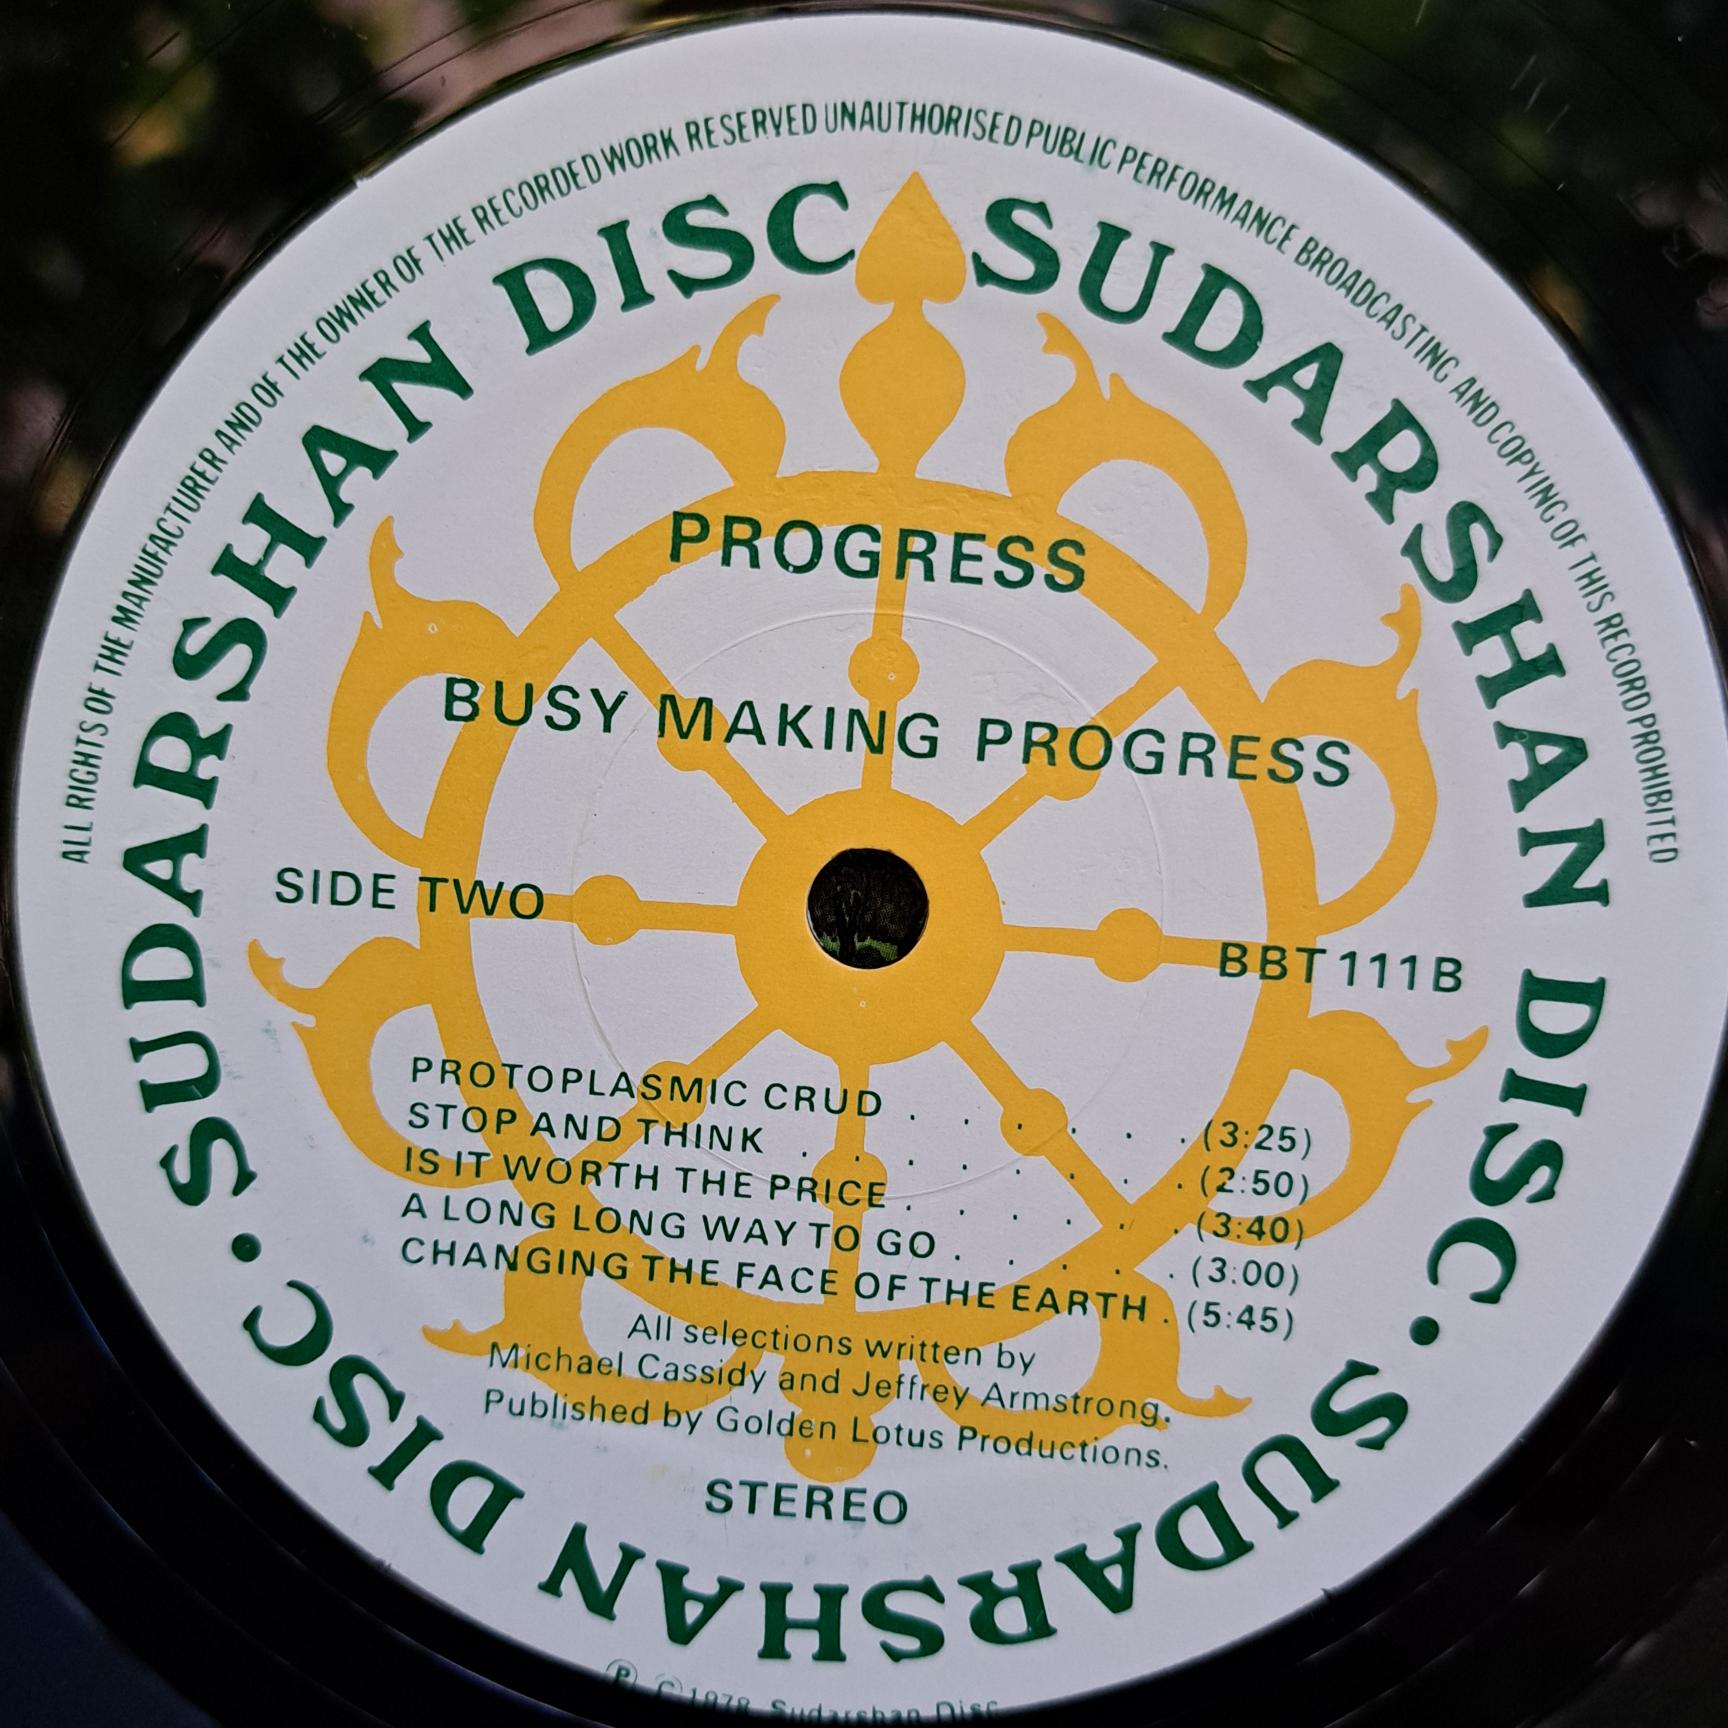 ALL RIGHTS OF THE MANUFACTURER AND OF THE OWNER OF THE RECORDED WORK RESERVED UNAUTHORISED PUBLIC PERFORMANCE BROADCASTING AND COPYING OF THIS RECORD PROHIBITED
SUDARSHAN DISC · SUDARSHAN DISC · SUDARSHAN DISC
PROGRESS
BUSY MAKING PROGRESS
SIDE TWO
BBT 111B
PROTOPLASMIC CRUD . . . . . . (3:25)
STOP AND THINK . . . . . . . . (2:50)
IS IT WORTH THE PRICE . . . . . . (3:40)
A LONG LONG WAY TO GO . . . . . (3:00)
CHANGING THE FACE OF THE EARTH . (5:45)
All selections written by
Michael Cassidy and Jeffrey Armstrong.
Published by Golden Lotus Productions.
STEREO
Ⓟ © 1978 Sudarshan Disc